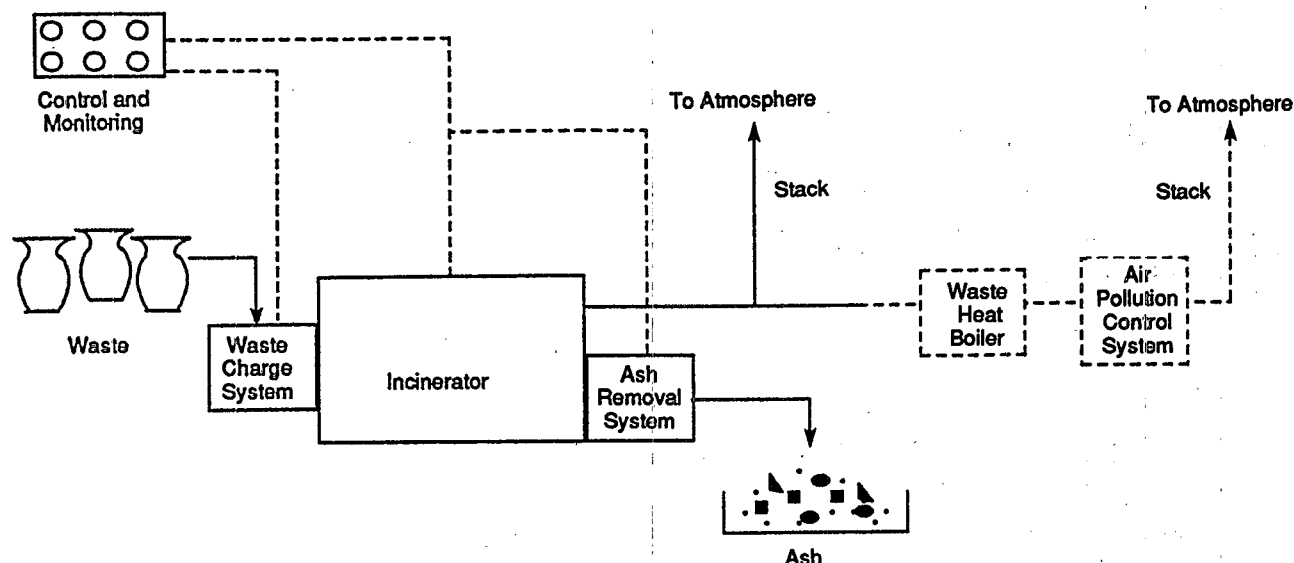 Control and
Monitoring
To Atmosphere
To Atmosphere
Stack
Stack
Waste
Waste
Charge
System
Incinerator
Ash
Removal
System
Waste
Heat
Boiler
Air
Pollution
Control
System
Ash